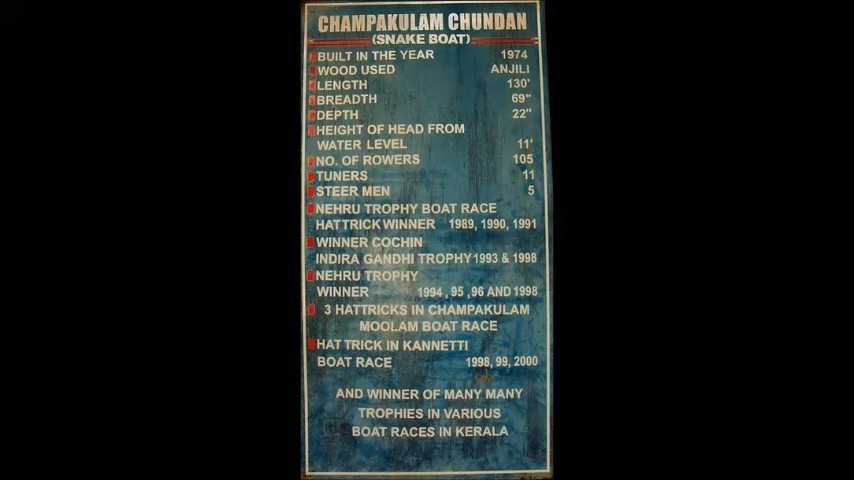 CHAMPAKULAM CHUNDAN
(SNAKE BOAT)
BUILT IN THE YEAR 1974
WOOD USED ANJILI
LENGTH 130'
BREADTH 69"
DEPTH 22"
HEIGHT OF HEAD FROM
WATER LEVEL 11'
NO. OF ROWERS 105
TUNERS 11
STEER MEN 5
NEHRU TROPHY BOAT RACE
HATTRICK WINNER 1989, 1990, 1991
WINNER COCHIN
INDIRA GANDHI TROPHY 1993 & 1998
NEHRU TROPHY
WINNER 1994 , 95 ,96 AND 1998
3 HATTRICKS IN CHAMPAKULAM
MOOLAM BOAT RACE
HAT TRICK IN KANNETTI
BOAT RACE 1998, 99, 2000
AND WINNER OF MANY MANY
TROPHIES IN VARIOUS
BOAT RACES IN KERALA